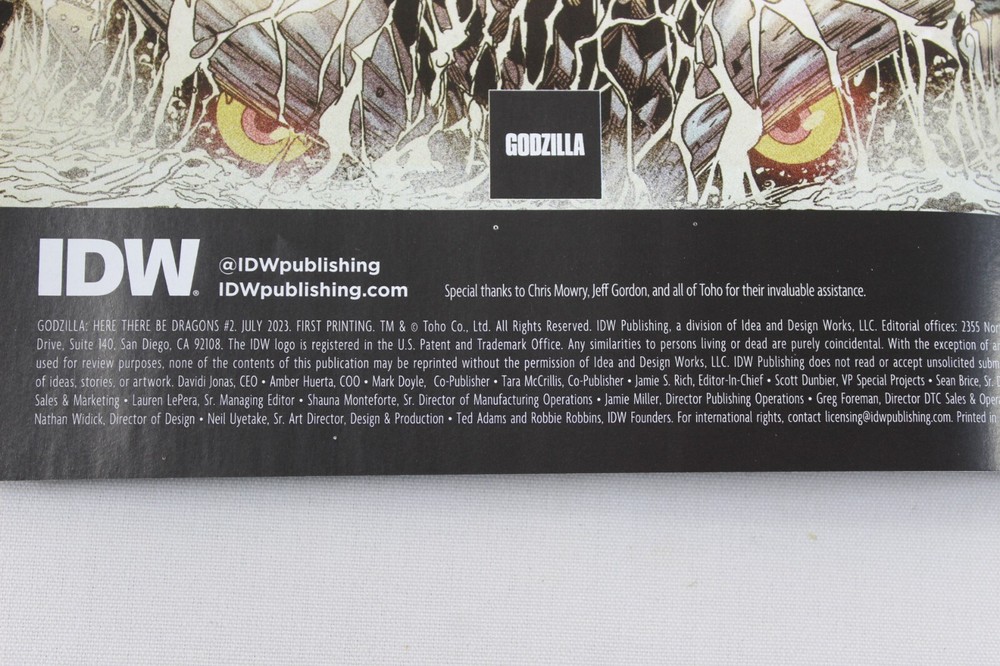 GODZILLA
IDW®
@IDWpublishing
IDWpublishing.com
Special thanks to Chris Mowry, Jeff Gordon, and all of Toho for their invaluable assistance.
GODZILLA: HERE THERE BE DRAGONS #2. JULY 2023. FIRST PRINTING. TM & © Toho Co., Ltd. All Rights Reserved. IDW Publishing, a division of Idea and Design Works, LLC. Editorial offices: 2355
Drive, Suite 140, San Diego, CA 92108. The IDW logo is registered in the U.S. Patent and Trademark Office. Any similarities to persons living or dead are purely coincidental. With the exception of
used for review purposes, none of the contents of this publication may be reprinted without the permission of Idea and Design Works, LLC. IDW Publishing does not read or accept unsolicited
of ideas, stories, or artwork. Davidi Jonas, CEO • Amber Huerta, COO • Mark Doyle, Co-Publisher • Tara McCrillis, Co-Publisher • Jamie S. Rich, Editor-In-Chief • Scott Dunbier, VP Special Projects • Sean Brice, Sr.
Sales & Marketing • Lauren LePera, Sr. Managing Editor • Shauna Monteforte, Sr. Director of Manufacturing Operations • Jamie Miller, Director Publishing Operations • Greg Foreman, Director DTC Sales &
Nathan Widick, Director of Design • Neil Uyetake, Sr. Art Director, Design & Production • Ted Adams and Robbie Robbins, IDW Founders. For international rights, contact licensing@idwpublishing.com. Printed in